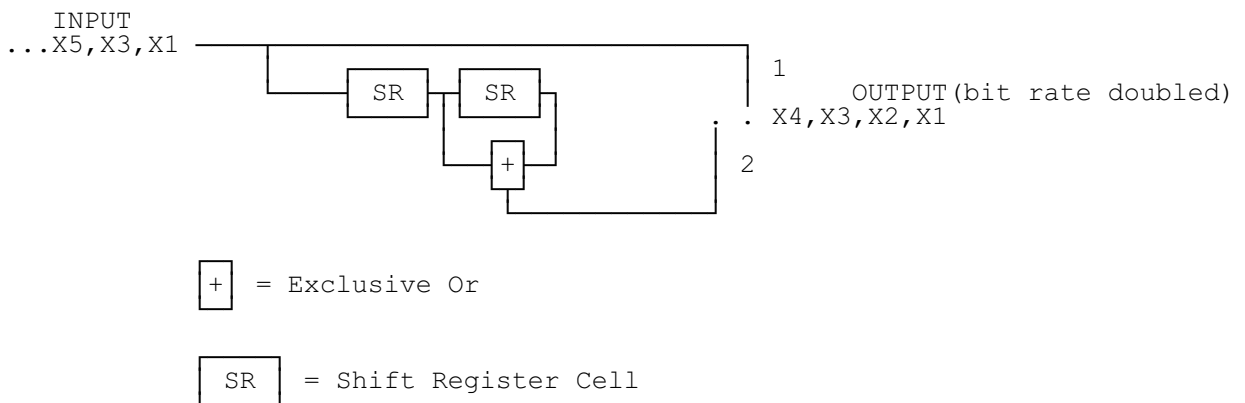 INPUT
...X5,X3,X1
1
SR
SR
OUTPUT(bit rate doubled)
. . X4,X3,X2,X1
+
2
+ = Exclusive Or
SR = Shift Register Cell